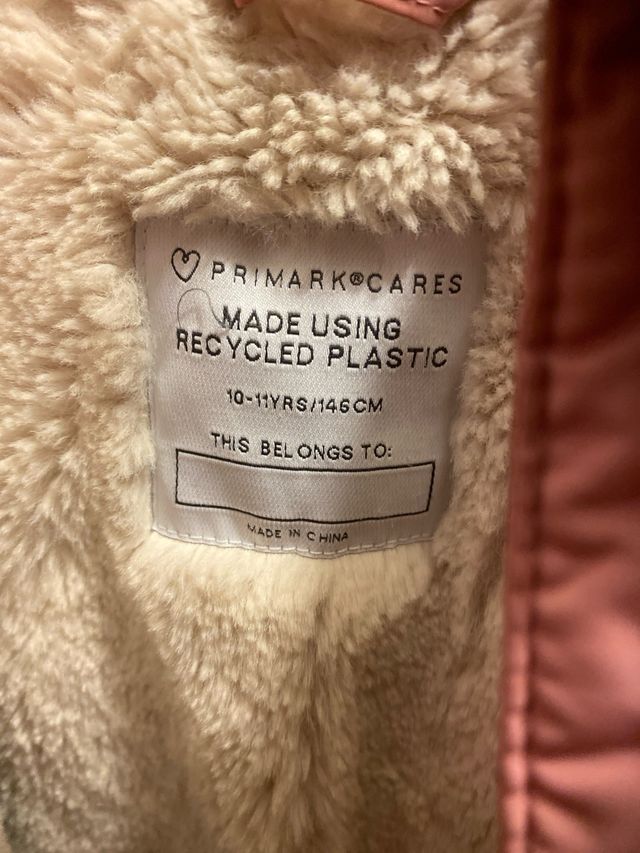 PRIMARK®CARES
MADE USING
RECYCLED PLASTIC
10-11YRS/146CM
THIS BELONGS TO:
MADE IN CHINA